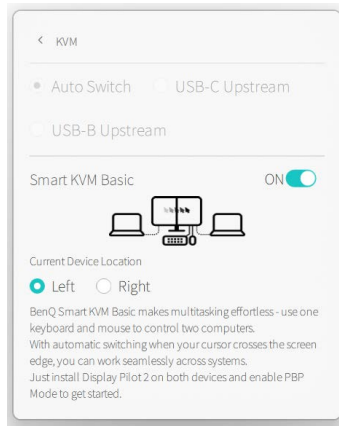 KVM
Auto Switch USB-C Upstream
USB-B Upstream
Smart KVM Basic ON
Current Device Location
Left Right
BenQ Smart KVM Basic makes multitasking effortless - use one
keyboard and mouse to control two computers.
With automatic switching when your cursor crosses the screen
edge, you can work seamlessly across systems.
Just install Display Pilot 2 on both devices and enable PBP
Mode to get started.